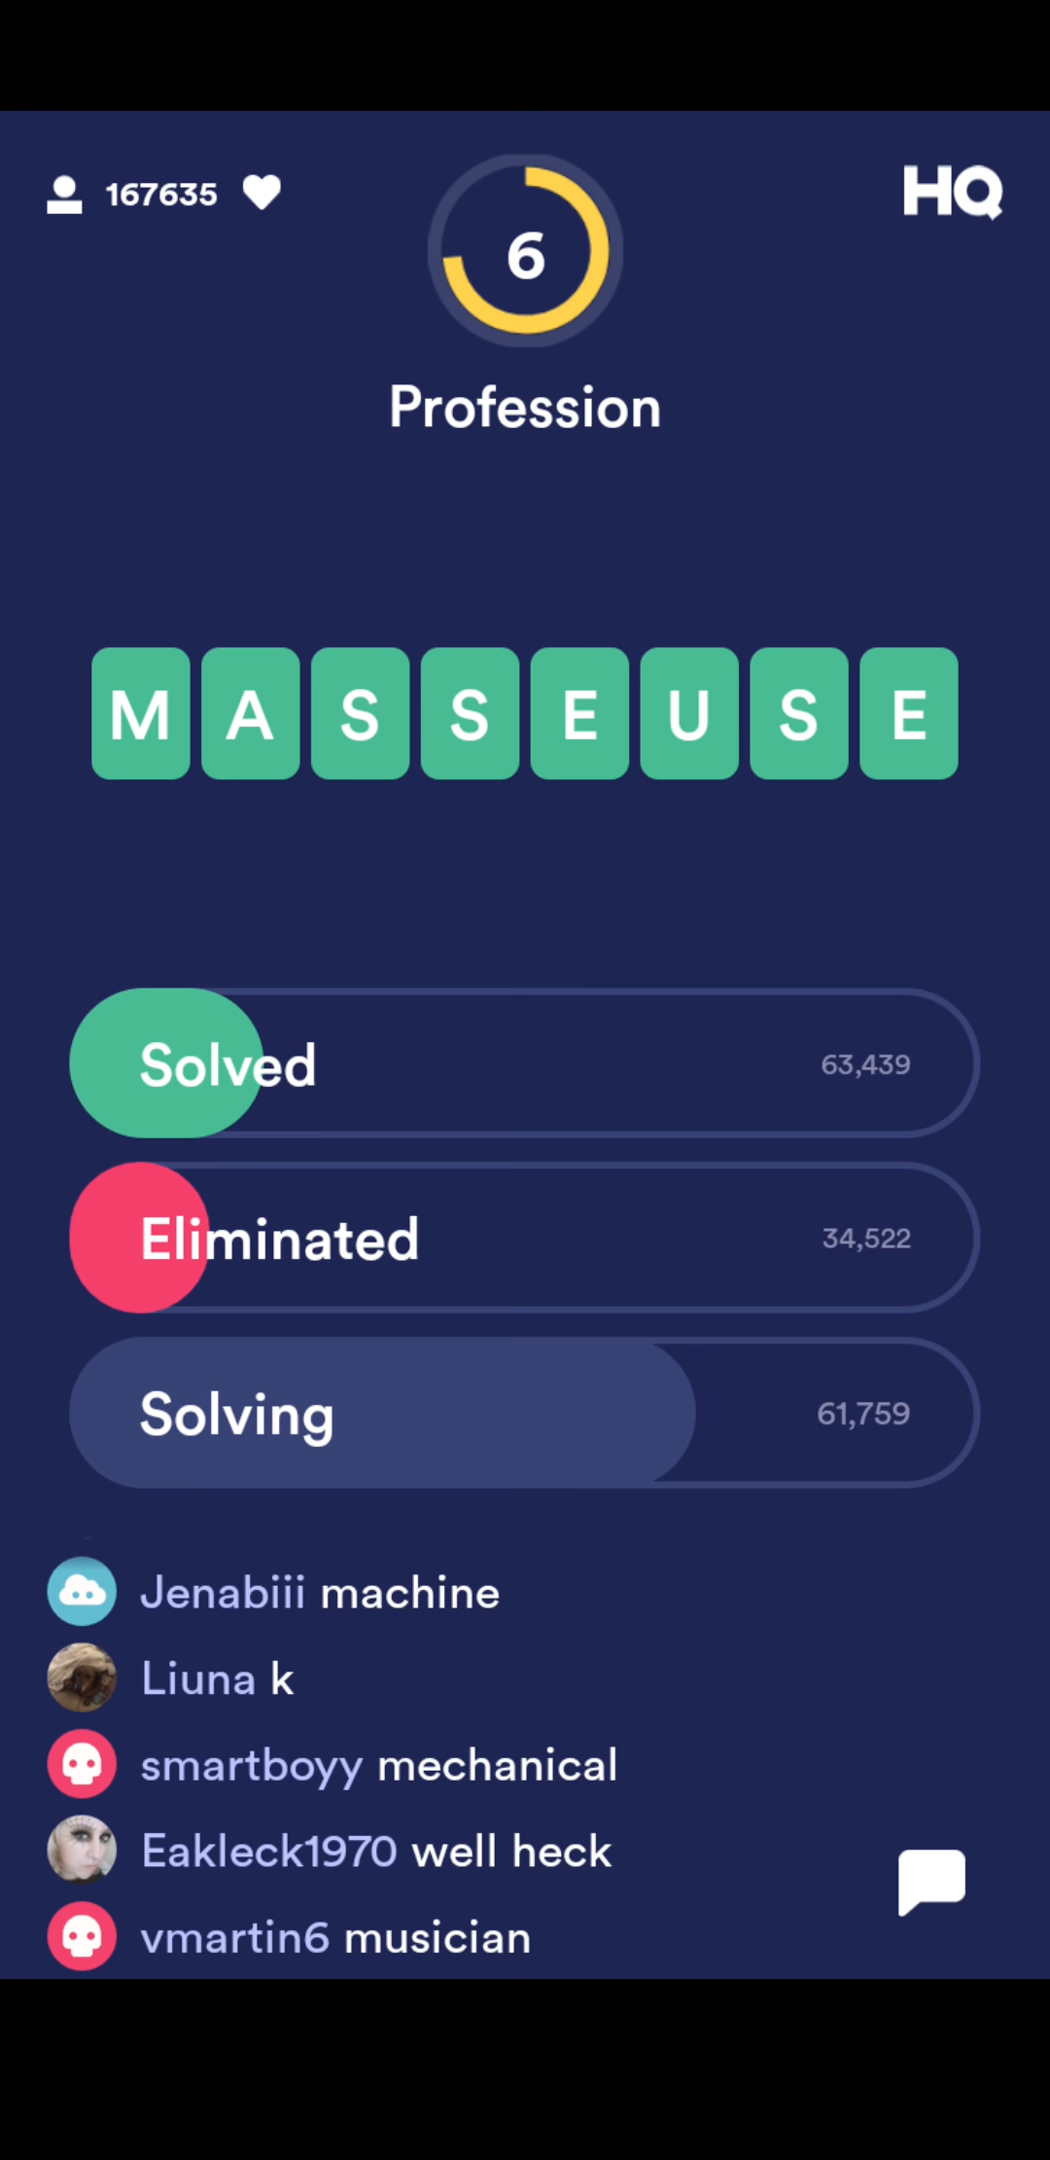 167635
6
HQ
Profession
MASSEUSE
Solved 63,439
Eliminated 34,522
Solving 61,759
Jenabiii machine
Liuna k
smartboyy mechanical
Eakleck1970 well heck
vmartin6 musician